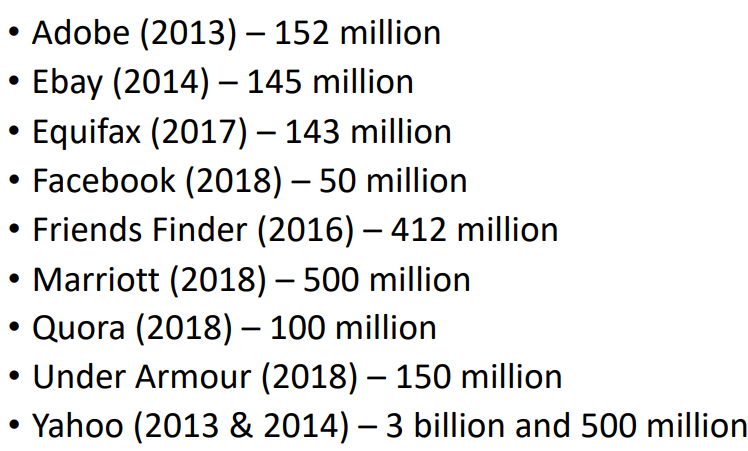 • Adobe (2013) – 152 million
• Ebay (2014) – 145 million
• Equifax (2017) – 143 million
• Facebook (2018) – 50 million
• Friends Finder (2016) – 412 million
• Marriott (2018) – 500 million
• Quora (2018) – 100 million
• Under Armour (2018) – 150 million
• Yahoo (2013 & 2014) – 3 billion and 500 million